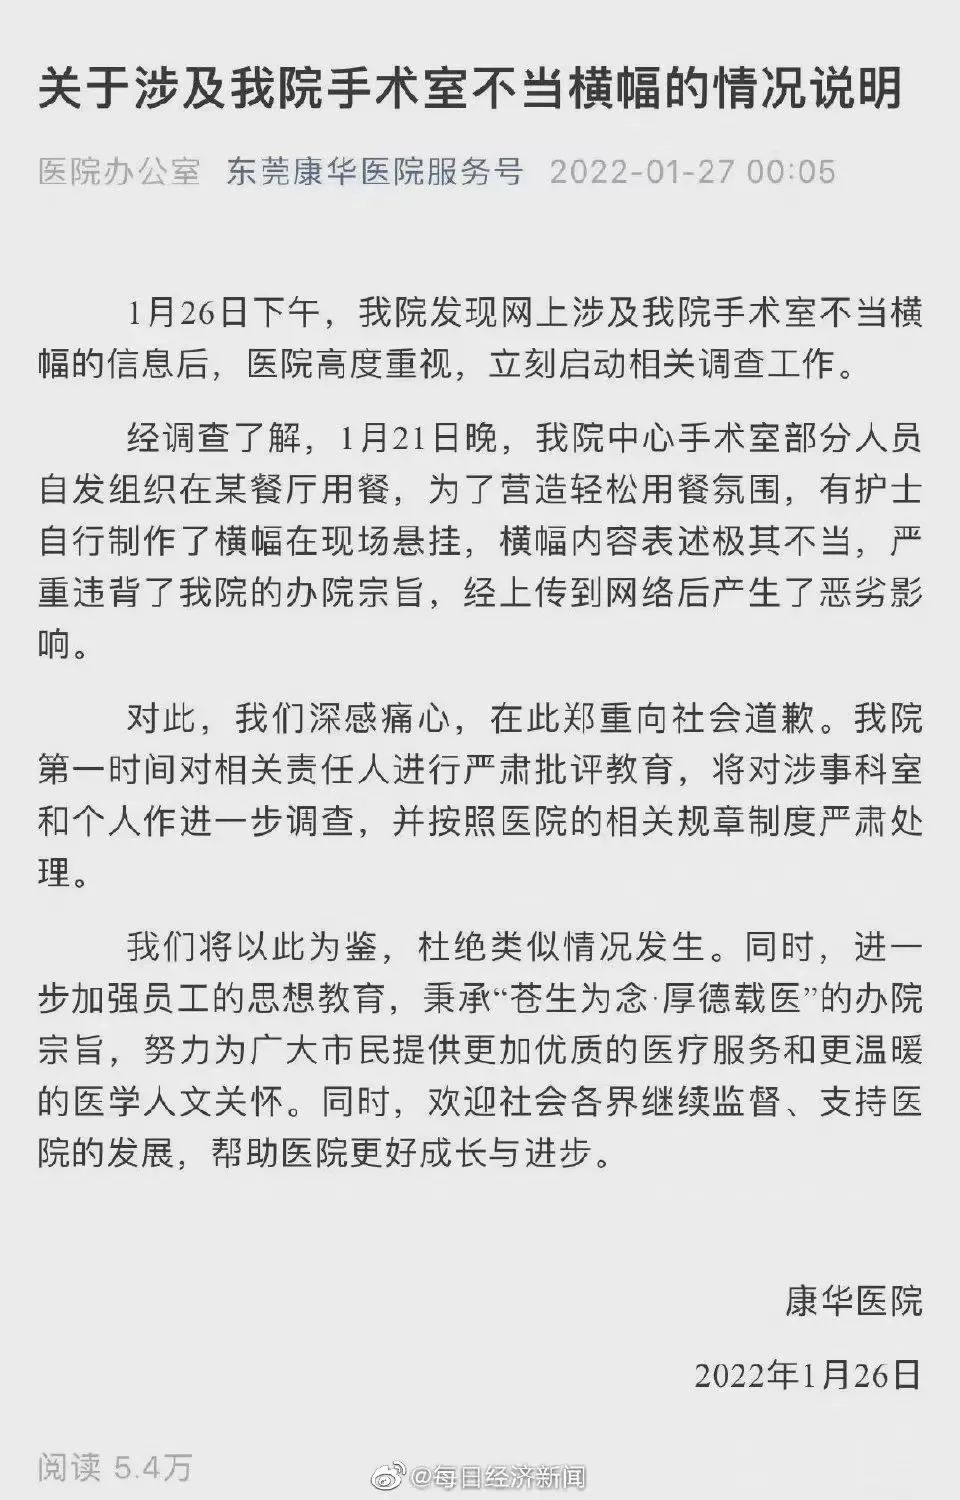 关于涉及我院手术室不当横幅的情况说明
医院办公室 东莞康华医院服务号 2022-01-27 00:05
1月26日下午，我院发现网上涉及我院手术室不当横
幅的信息后，医院高度重视，立刻启动相关调查工作。
经调查了解，1月21日晚，我院中心手术室部分人员
自发组织在某餐厅用餐，为了营造轻松用餐氛围，有护士
自行制作了横幅在现场悬挂，横幅内容表述极其不当，严
重违背了我院的办院宗旨，经上传到网络后产生了恶劣影
响。
对此，我们深感痛心，在此郑重向社会道歉。我院
第一时间对相关责任人进行严肃批评教育，将对涉事科室
和个人作进一步调查，并按照医院的相关规章制度严肃处
理。
我们将以此为鉴，杜绝类似情况发生。同时，进一
步加强员工的思想教育，秉承“苍生为念·厚德载医”的办院
宗旨，努力为广大市民提供更加优质的医疗服务和更温暖
的医学人文关怀。同时，欢迎社会各界继续监督、支持医
院的发展，帮助医院更好成长与进步。
康华医院
2022年1月26日
阅读 5.4万
@每日经济新闻